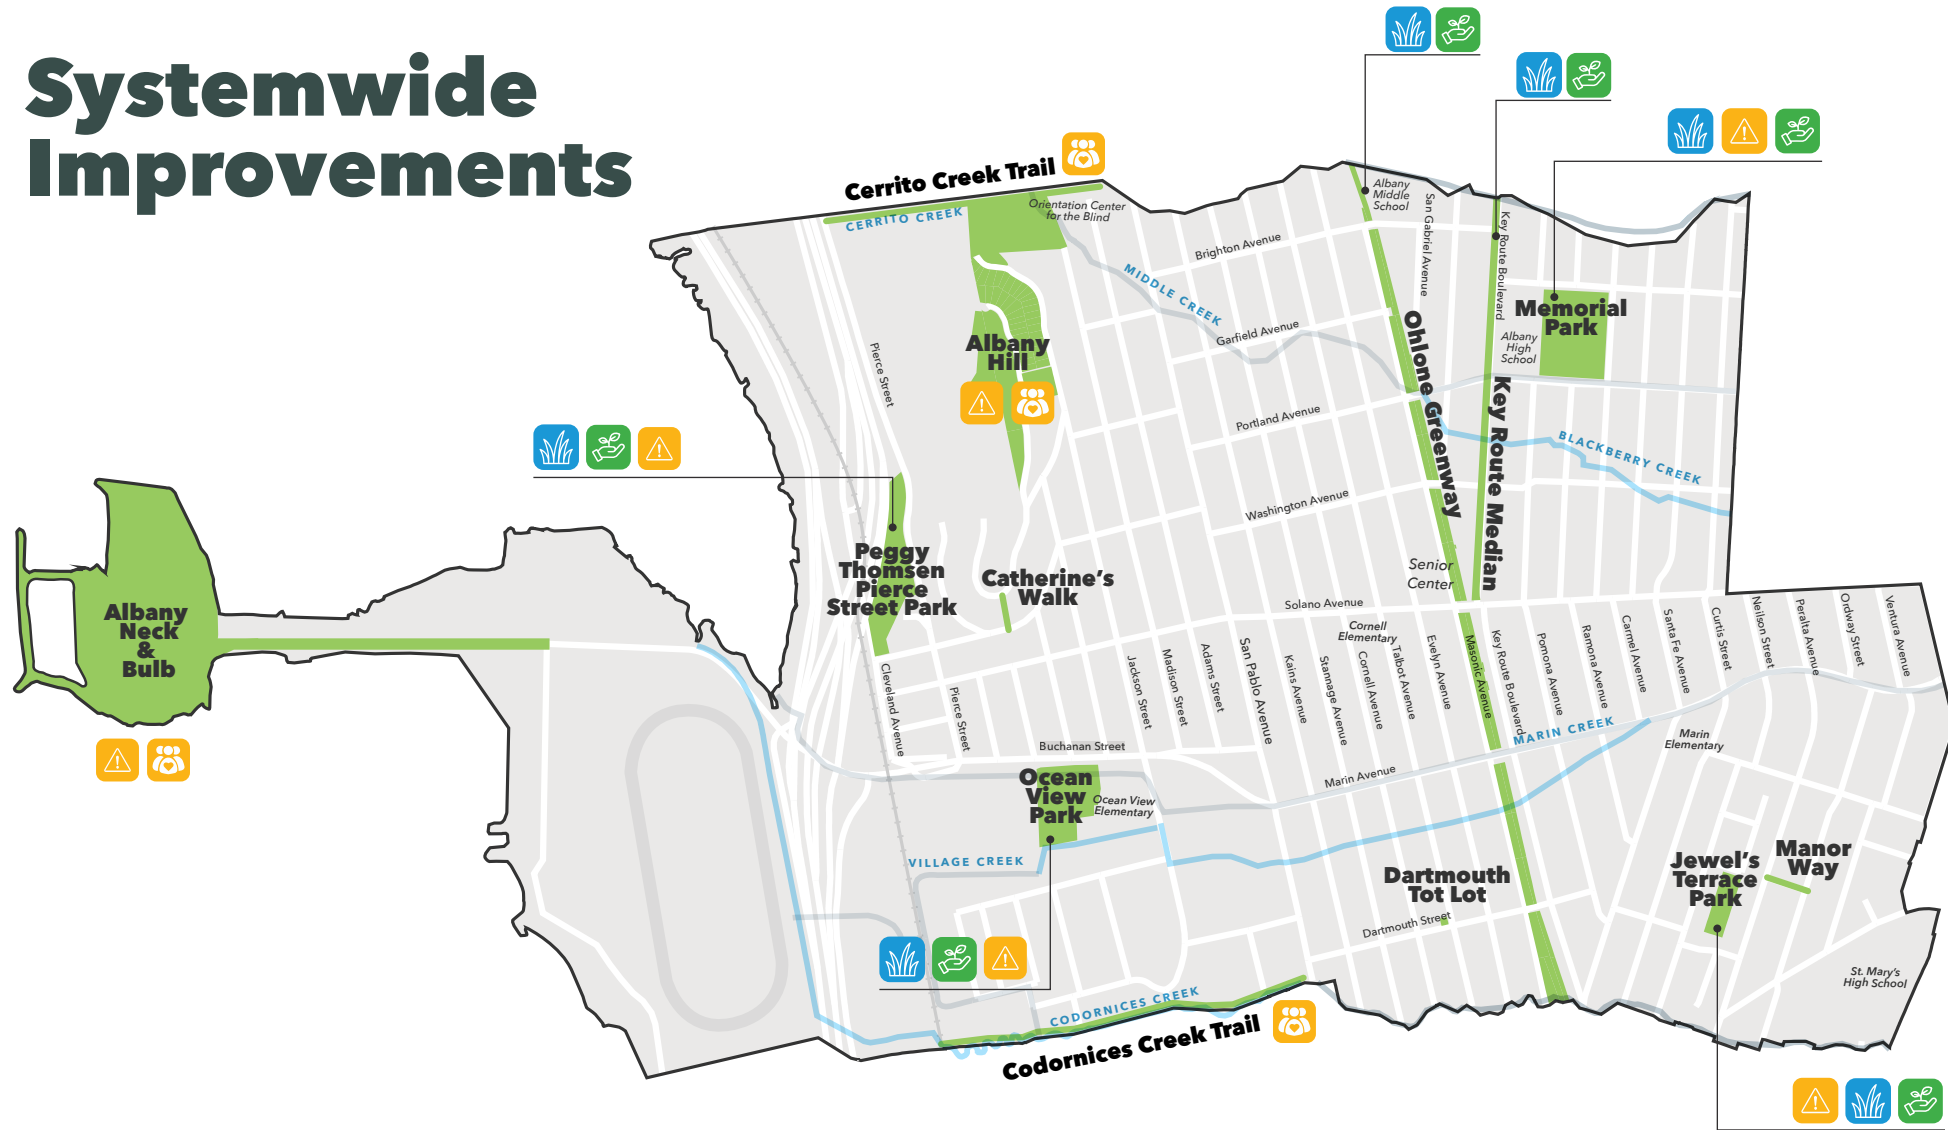 Systemwide
Improvements
Cerrito Creek Trail
CERRITO CREEK
Orientation Center
for the Blind
Albany
Middle
School
San Gabriel Avenue
Key Route Boulevard
Brighton Avenue
MIDDLE CREEK
Memorial
Park
Albany
High
School
Garfield Avenue
Pierce Street
Albany
Hill
Ohlone Greenway
Key Route Median
Portland Avenue
BLACKBERRY CREEK
Washington Avenue
Peggy
Thomsen
Pierce
Street Park
Catherine's
Walk
Senior
Center
Solano Avenue
Albany
Neck
&
Bulb
Cornell
Elementary
Cleveland Avenue
Pierce Street
Jackson Street
Madison Street
Adams Street
San Pablo Avenue
Kains Avenue
Stannage Avenue
Cornell Avenue
Talbot Avenue
Evelyn Avenue
Masonic Avenue
Key Route Boulevard
Pomona Avenue
Ramona Avenue
Carmel Avenue
Santa Fe Avenue
Curtis Street
Neilson Street
Peralta Avenue
Ordway Street
Ventura Avenue
MARIN CREEK
Marin
Elementary
Buchanan Street
Marin Avenue
Ocean
View
Park
Ocean View
Elementary
VILLAGE CREEK
Dartmouth
Tot Lot
Dartmouth Street
Jewel's
Terrace
Park
Manor
Way
St. Mary's
High School
CODORNICES CREEK
Codornices Creek Trail